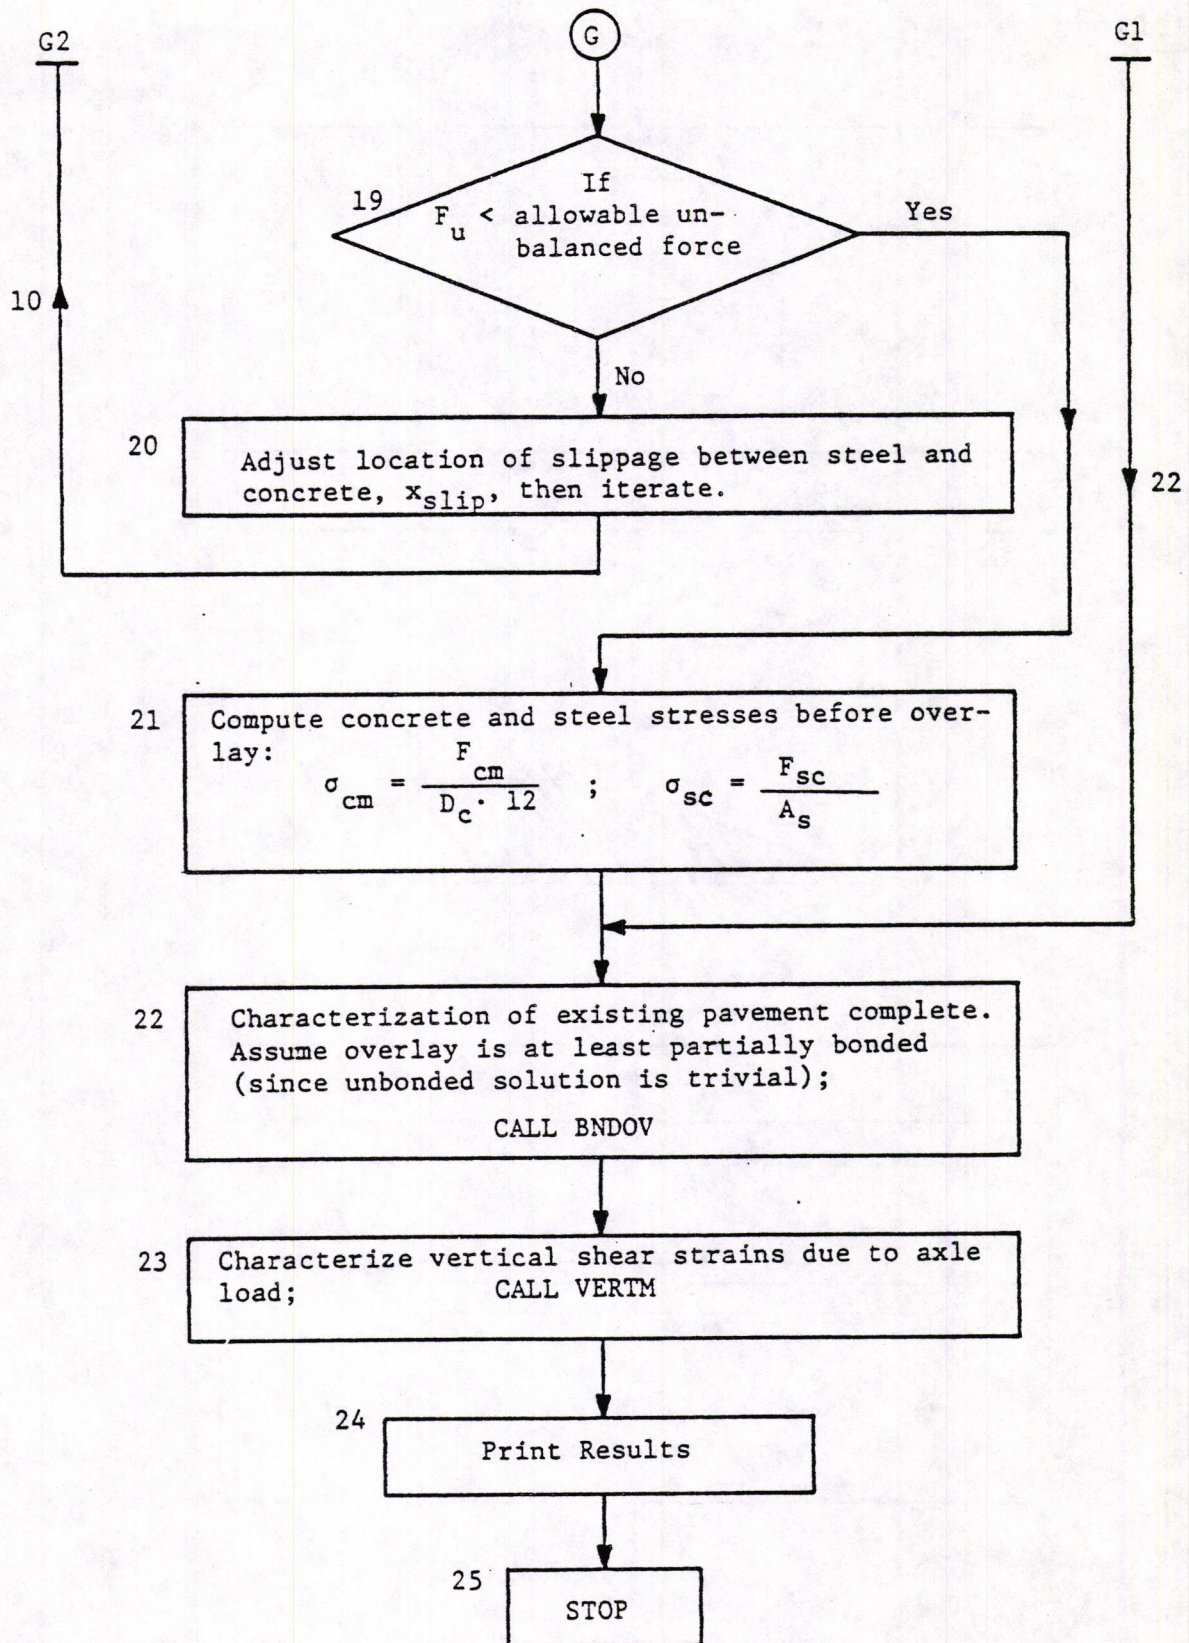 G2
G
G1
19
If
F_u < allowable un-
balanced force
Yes
10
No
20
Adjust location of slippage between steel and
concrete, x_slip, then iterate.
22
21
Compute concrete and steel stresses before over-
lay:
σ_cm = F_cm / D_c · 12 ; σ_sc = F_sc / A_s
22
Characterization of existing pavement complete.
Assume overlay is at least partially bonded
(since unbonded solution is trivial);
CALL BNDOV
23
Characterize vertical shear strains due to axle
load; CALL VERTM
24
Print Results
25
STOP